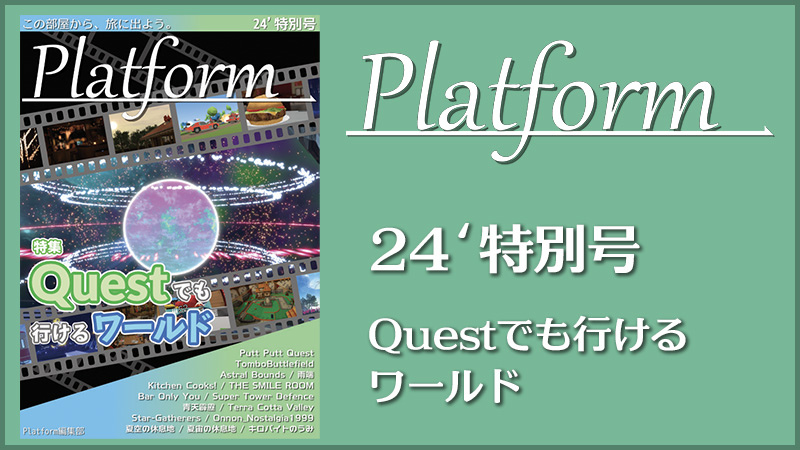 この部屋から、旅に出よう。
24’特別号
Platform
特集
Questでも
行けるワールド
Putt Putt Quest
TomboButtlefield
Astral Bounds / 雨端
Kitchen Cooks! / THE SMILE ROOM
Bar Only You / Super Tower Defence
青天霹靂 / Terra Cotta Valley
Star-Gatherers / Onnon_Nostalgia1999
夏空の休息地 / 夏宙の休息地 / キロバイトのうみ
Platform編集部
Platform
24‘特別号
Questでも行ける
ワールド